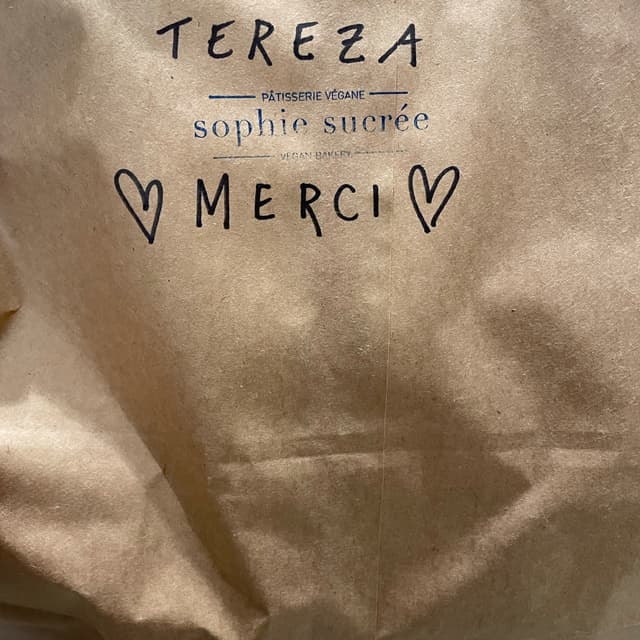 TEREZA
PÂTISSERIE VÉGANE
sophie sucrée
VEGAN BAKERY
MERCI